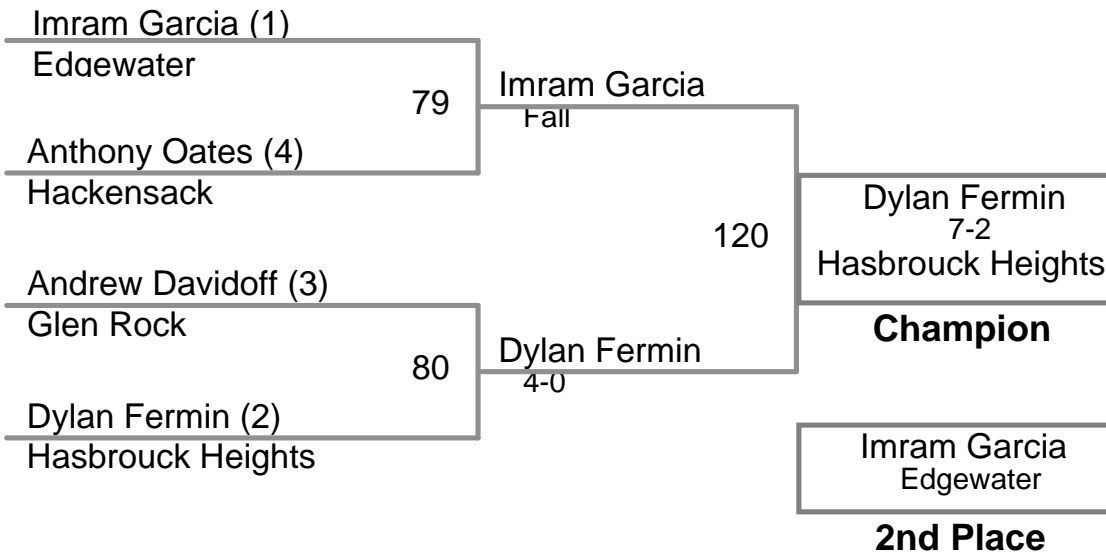 Imram Garcia (1)
Edgewater
79
Anthony Oates (4)
Hackensack
Imram Garcia
Fall
Andrew Davidoff (3)
Glen Rock
80
Dylan Fermin (2)
Hasbrouck Heights
Dylan Fermin
4-0
120
Dylan Fermin
7-2
Hasbrouck Heights
Champion
Imram Garcia
Edgewater
2nd Place